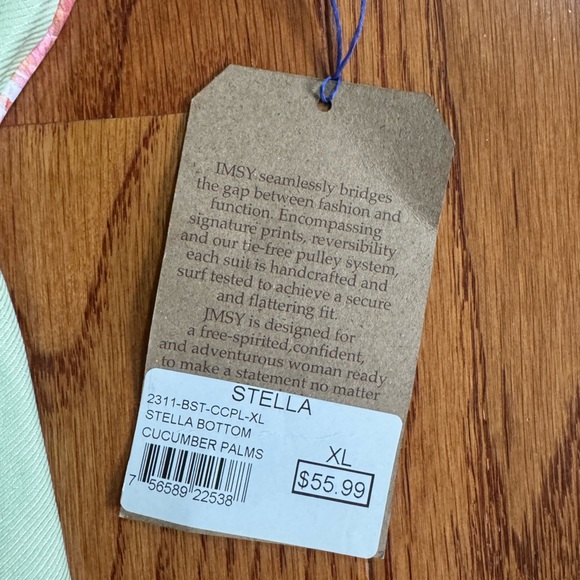 IMSY seamlessly bridges
the gap between fashion and
function. Encompassing
signature prints, reversibility
and our tie-free pulley system,
each suit is handcrafted and
surf tested to achieve a secure
and flattering fit.
IMSY is designed for
a free-spirited,confident,
and adventurous woman ready
to make a statement no matter
STELLA
2311-BST-CCPL-XL
STELLA BOTTOM
CUCUMBER PALMS
XL
$55.99
7 56589 22538